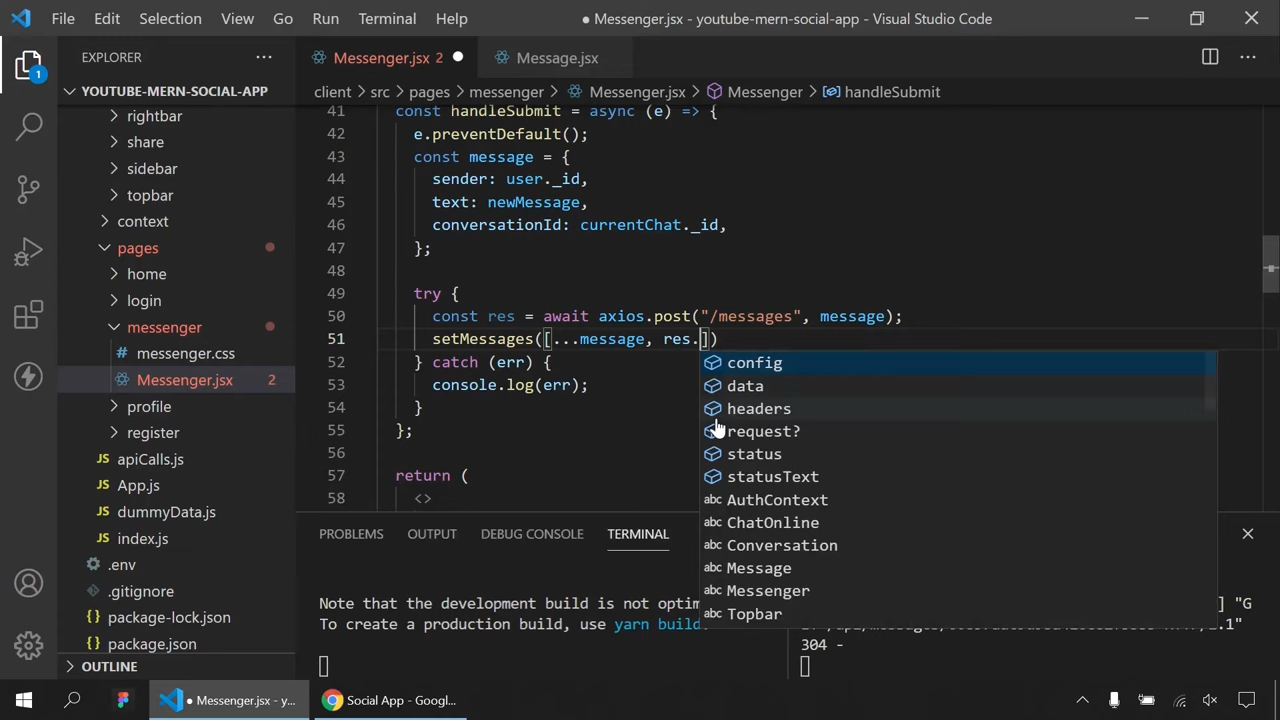 File Edit Selection View Go Run Terminal Help
● Messenger.jsx - youtube-mern-social-app - Visual Studio Code
EXPLORER ···
1
YOUTUBE-MERN-SOCIAL-APP
rightbar
share
sidebar
topbar
context
pages
home
login
messenger
# messenger.css
Messenger.jsx 2
profile
register
JS apiCalls.js
JS App.js
JS dummyData.js
JS index.js
.env
.gitignore
{} package-lock.json
{} package.json
OUTLINE
Messenger.jsx 2 ●
Message.jsx
client > src > pages > messenger > Messenger.jsx > Messenger > handleSubmit
41 const handleSubmit = async (e) => {
42 e.preventDefault();
43 const message = {
44 sender: user._id,
45 text: newMessage,
46 conversationId: currentChat._id,
47 };
48
49 try {
50 const res = await axios.post("/messages", message);
51 setMessages([...message, res.])
52 } catch (err) {
53 console.log(err);
54 }
55 };
56
57 return (
58 <>
config
data
headers
request?
status
statusText
abc AuthContext
abc ChatOnline
abc Conversation
abc Message
abc Messenger
abc Topbar
PROBLEMS OUTPUT DEBUG CONSOLE TERMINAL
Note that the development build is not optim
To create a production build, use yarn build.
] "G
304 -
● Messenger.jsx - y...
Social App - Googl...